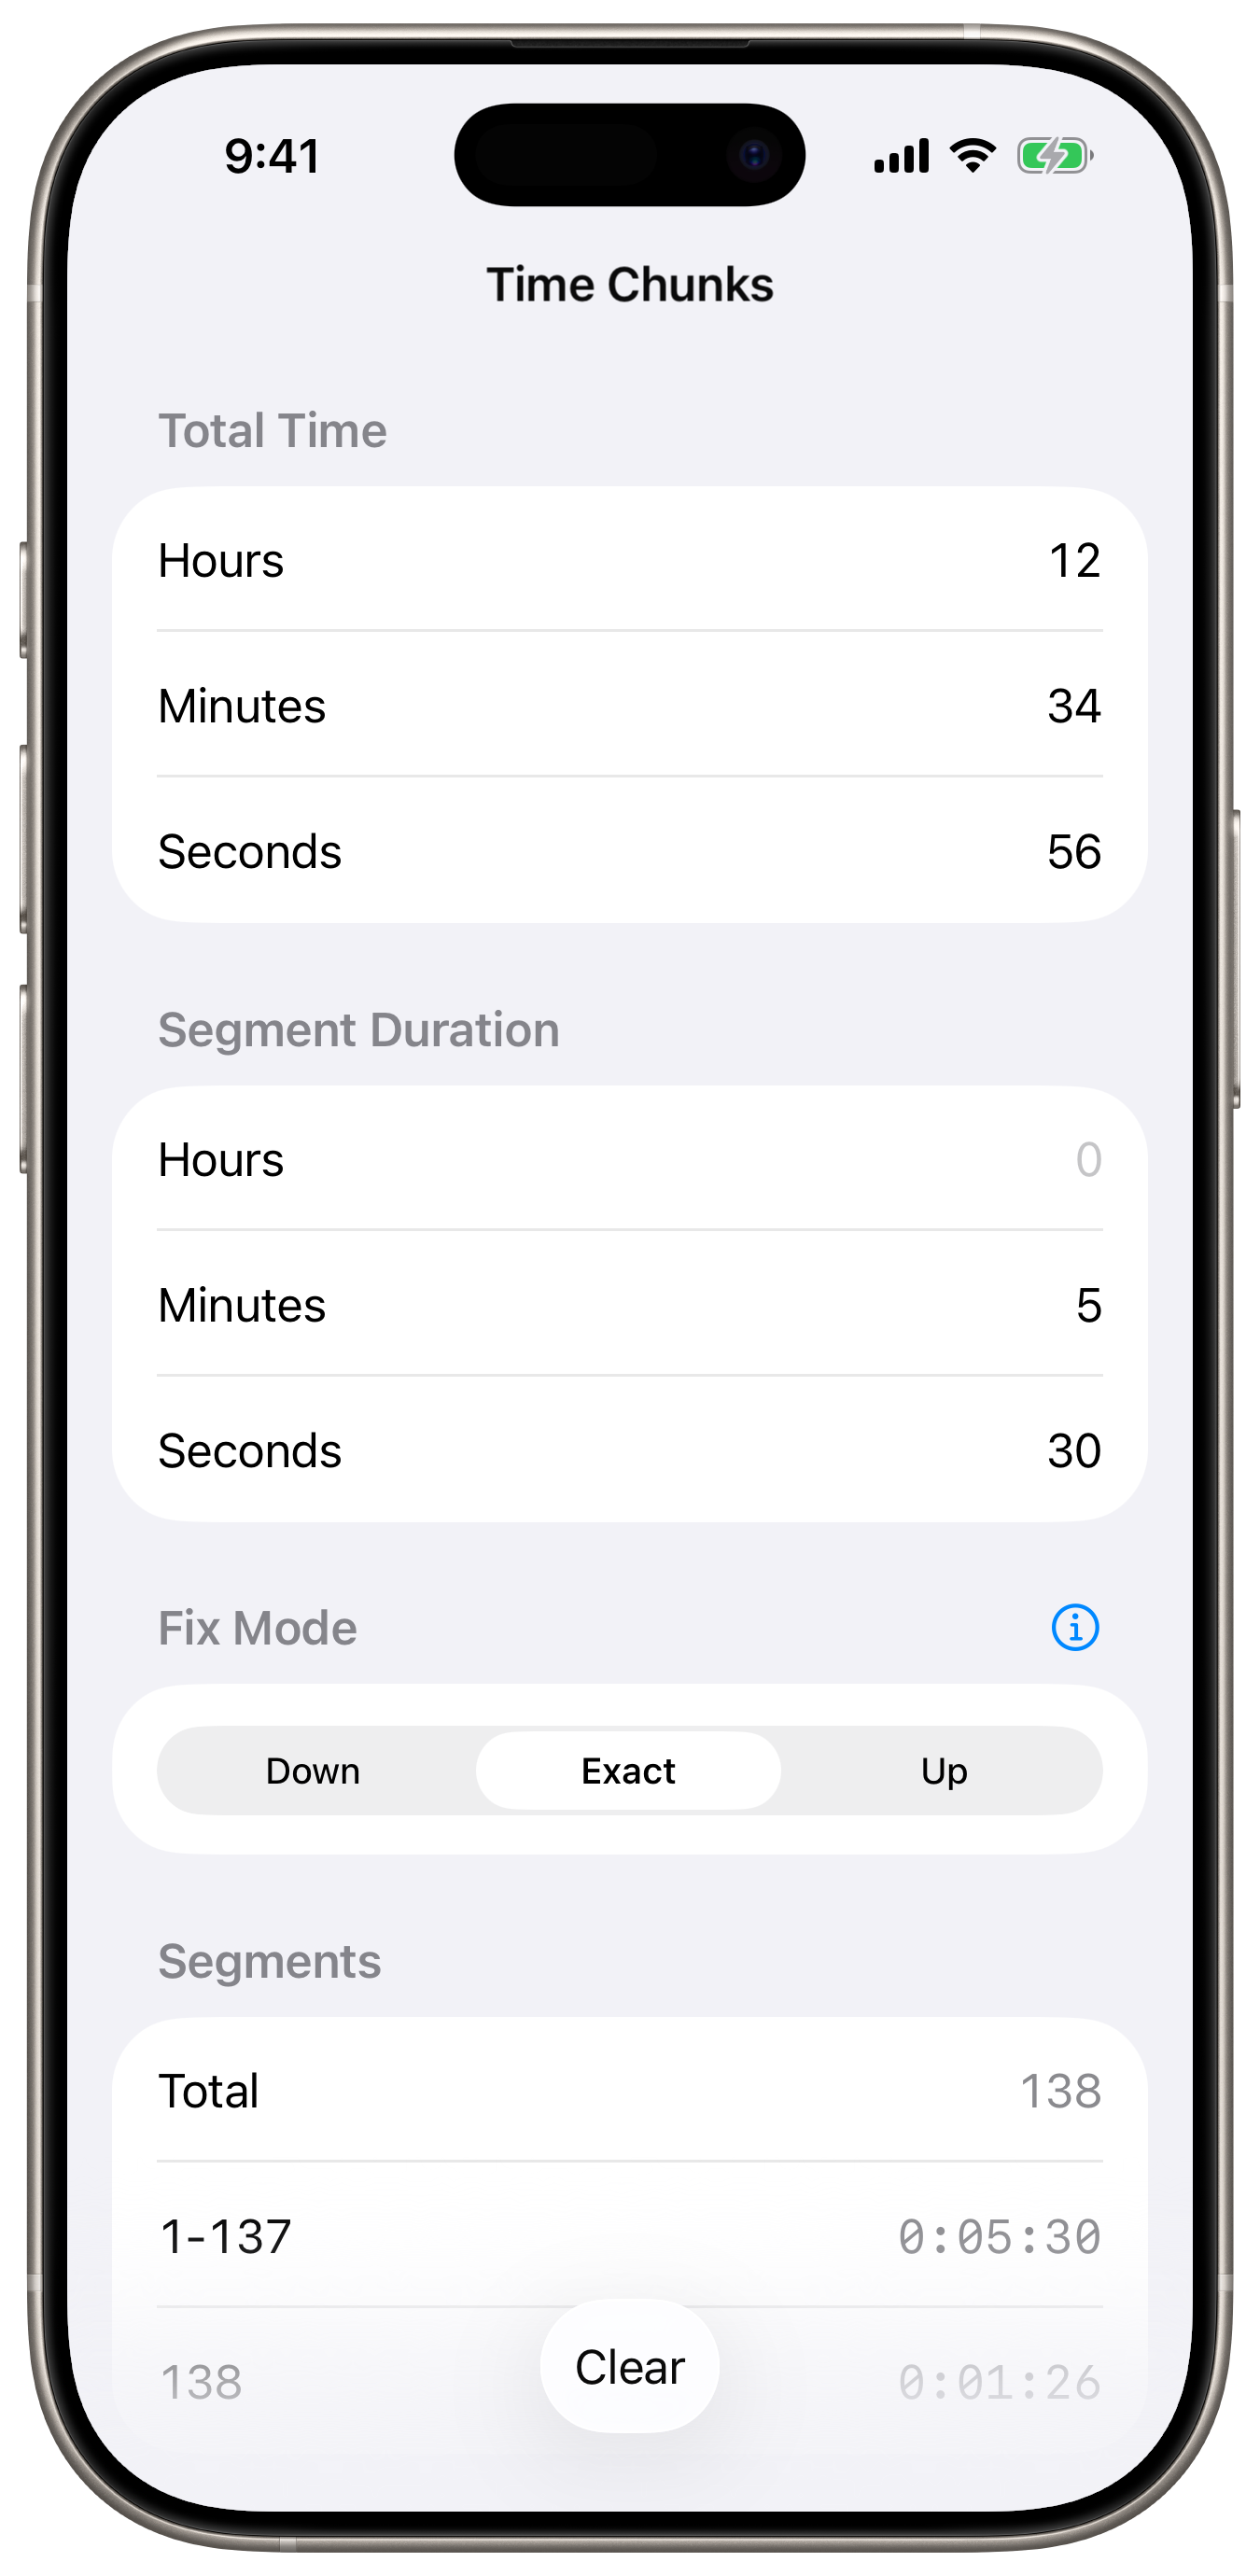 9:41
Time Chunks
Total Time
Hours 12
Minutes 34
Seconds 56
Segment Duration
Hours 0
Minutes 5
Seconds 30
Fix Mode
Down Exact Up
Segments
Total 138
1-137 0:05:30
138 0:01:26
Clear